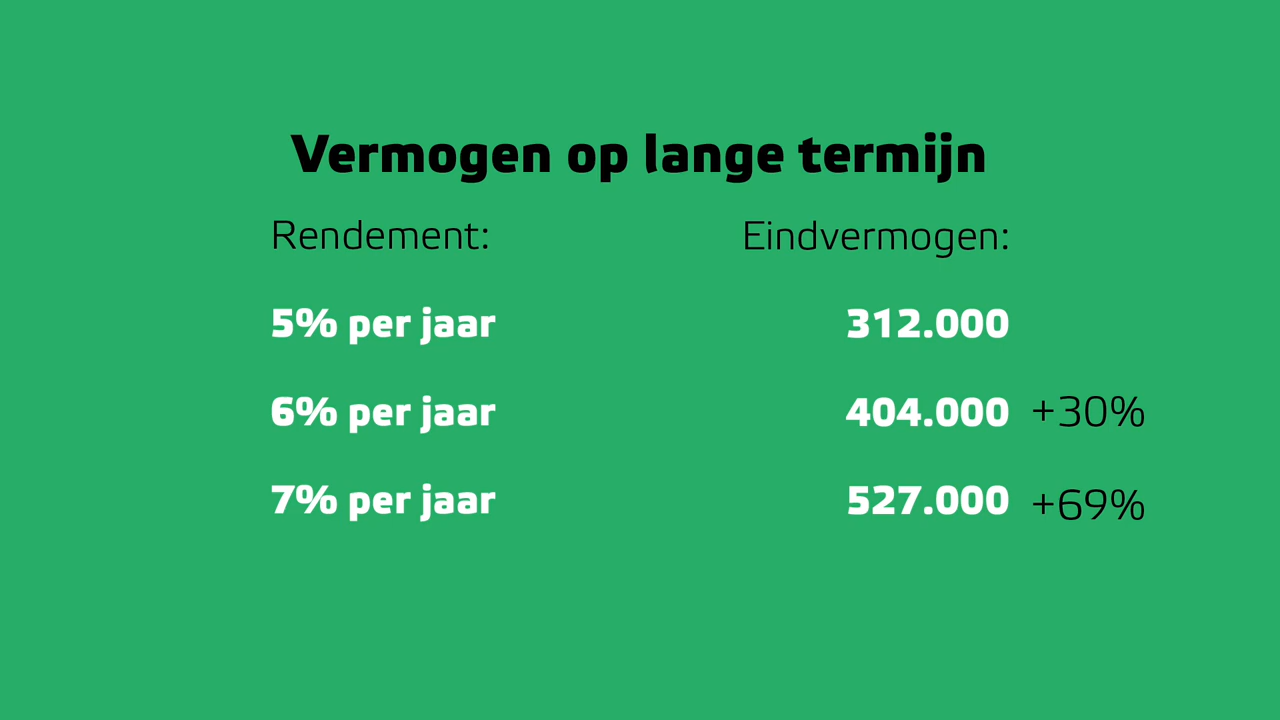 Vermogen op lange termijn
Rendement: Eindvermogen:
5% per jaar 312.000
6% per jaar 404.000 +30%
7% per jaar 527.000 +69%